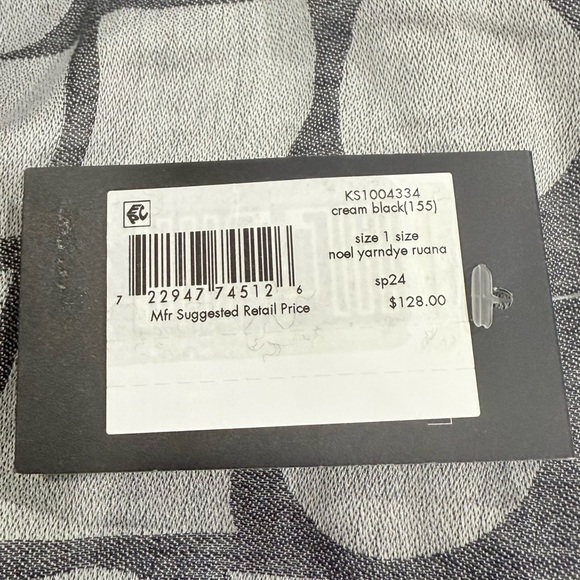 KS1004334
cream black(155)
size 1 size
noel yarndye ruana
sp24
$128.00
7 22947 74512 6
Mfr Suggested Retail Price